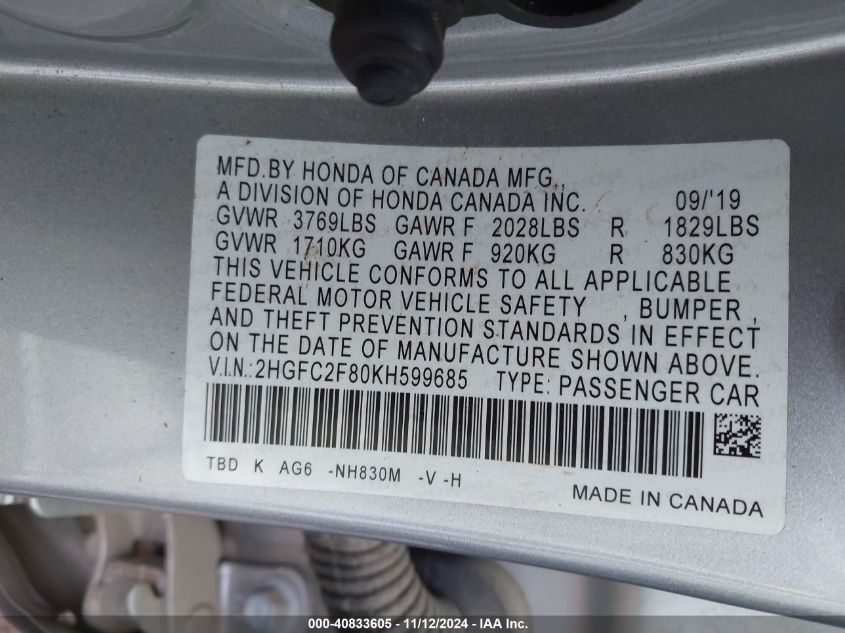 MFD.BY HONDA OF CANADA MFG.,
A DIVISION OF HONDA CANADA INC. 09/'19
GVWR 3769LBS GAWR F 2028LBS R 1829LBS
GVWR 1710KG GAWR F 920KG R 830KG
THIS VEHICLE CONFORMS TO ALL APPLICABLE
FEDERAL MOTOR VEHICLE SAFETY , BUMPER ,
AND THEFT PREVENTION STANDARDS IN EFFECT
ON THE DATE OF MANUFACTURE SHOWN ABOVE.
V.I.N.:2HGFC2F80KH599685 TYPE: PASSENGER CAR
TBD K AG6 -NH830M -V -H
MADE IN CANADA
000-40833605 - 11/12/2024 - IAA Inc.